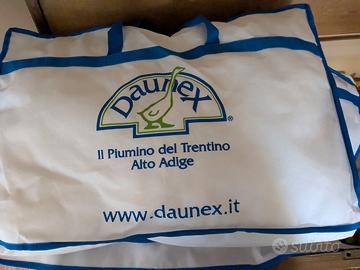 Daunex®
Il Piumino del Trentino
Alto Adige
www.daunex.it
subito